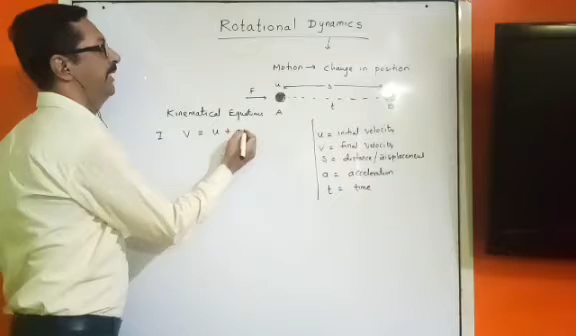 Rotational Dynamics
↓
Motion → Change in position
u s
F
A t B
Kinematical Equations
I v = u +
u = initial velocity
v = final velocity
s = distance/displacement
a = acceleration
t = time